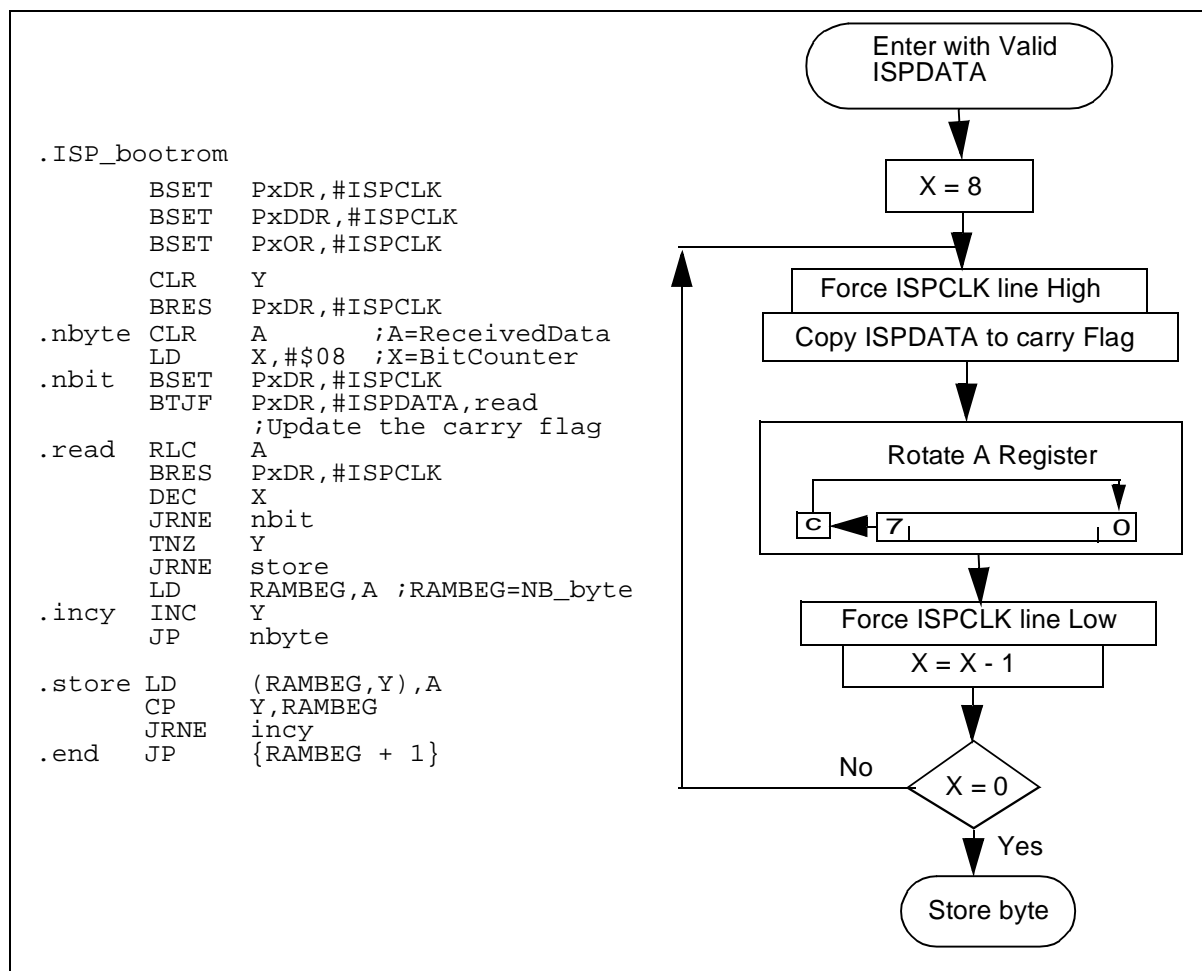 .ISP_bootrom
BSET PxDR,#ISPCLK
BSET PxDDR,#ISPCLK
BSET PxOR,#ISPCLK
CLR Y
BRES PxDR,#ISPCLK
.nbyte CLR A ;A=ReceivedData
LD X,#$08 ;X=BitCounter
.nbit BSET PxDR,#ISPCLK
BTJF PxDR,#ISPDATA,read
;Update the carry flag
.read RLC A
BRES PxDR,#ISPCLK
DEC X
JRNE nbit
TNZ Y
JRNE store
LD RAMBEG,A ;RAMBEG=NB_byte
.incy INC Y
JP nbyte
.store LD (RAMBEG,Y),A
CP Y,RAMBEG
JRNE incy
.end JP {RAMBEG + 1}
Enter with Valid
ISPDATA
X = 8
Force ISPCLK line High
Copy ISPDATA to carry Flag
Rotate A Register
C 7 0
Force ISPCLK line Low
X = X - 1
No
X = 0
Yes
Store byte